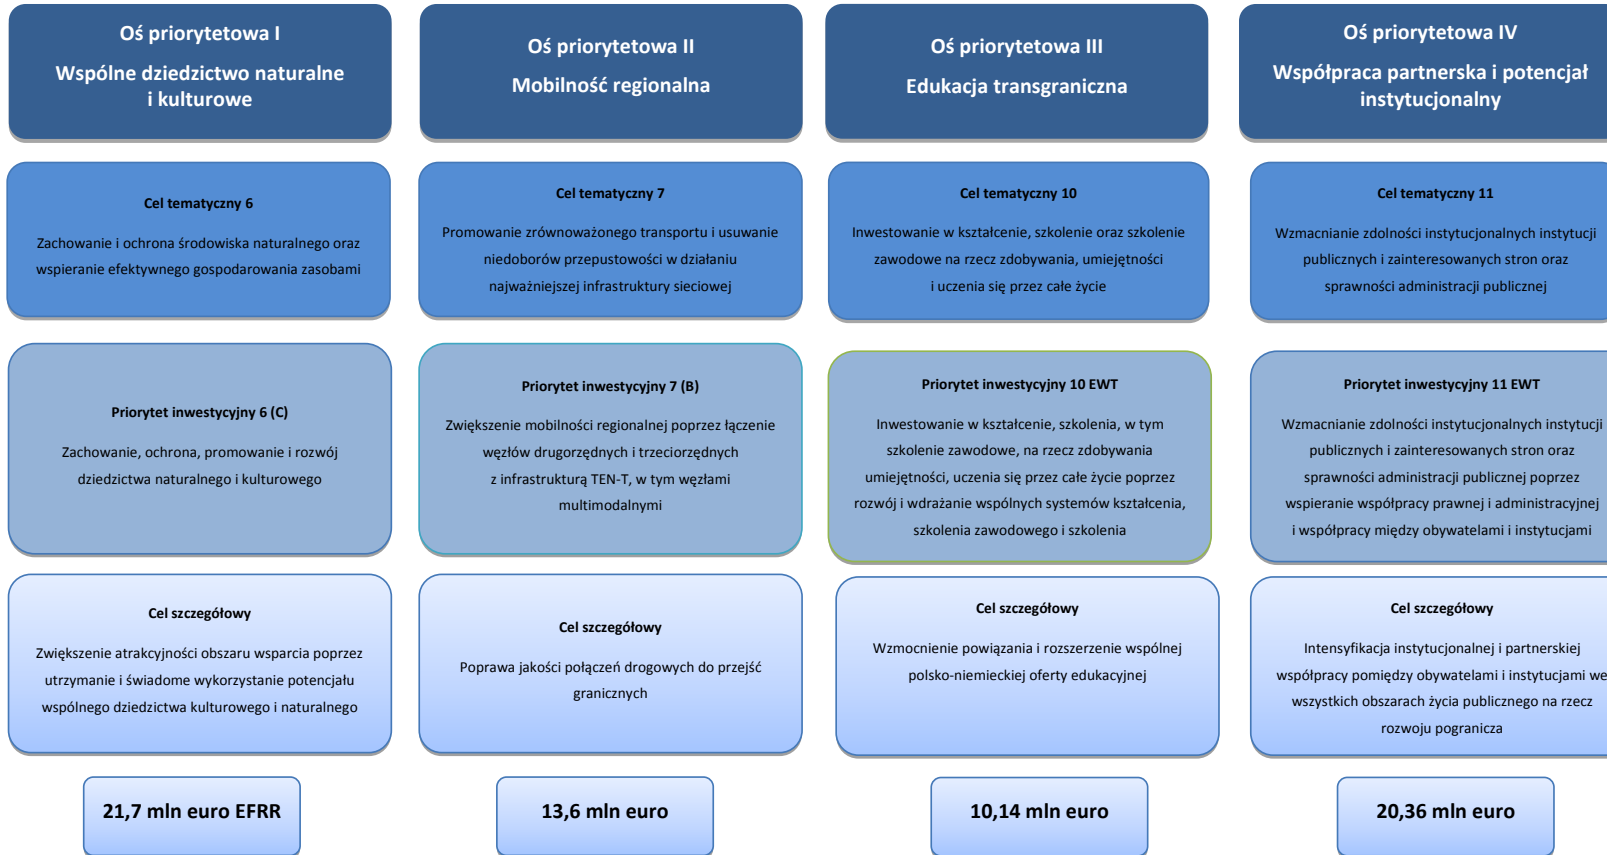 Oś priorytetowa I
Wspólne dziedzictwo naturalne
i kulturowe
Oś priorytetowa II
Mobilność regionalna
Oś priorytetowa III
Edukacja transgraniczna
Oś priorytetowa IV
Współpraca partnerska i potencjał
instytucjonalny
Cel tematyczny 6
Zachowanie i ochrona środowiska naturalnego oraz
wspieranie efektywnego gospodarowania zasobami
Cel tematyczny 7
Promowanie zrównoważonego transportu i usuwanie
niedoborów przepustowości w działaniu
najważniejszej infrastruktury sieciowej
Cel tematyczny 10
Inwestowanie w kształcenie, szkolenie oraz szkolenie
zawodowe na rzecz zdobywania, umiejętności
i uczenia się przez całe życie
Cel tematyczny 11
Wzmacnianie zdolności instytucjonalnych instytucji
publicznych i zainteresowanych stron oraz
sprawności administracji publicznej
Priorytet inwestycyjny 6 (C)
Zachowanie, ochrona, promowanie i rozwój
dziedzictwa naturalnego i kulturowego
Priorytet inwestycyjny 7 (B)
Zwiększenie mobilności regionalnej poprzez łączenie
węzłów drugorzędnych i trzeciorzędnych
z infrastrukturą TEN-T, w tym węzłami
multimodalnymi
Priorytet inwestycyjny 10 EWT
Inwestowanie w kształcenie, szkolenia, w tym
szkolenie zawodowe, na rzecz zdobywania
umiejętności, uczenia się przez całe życie poprzez
rozwój i wdrażanie wspólnych systemów kształcenia,
szkolenia zawodowego i szkolenia
Priorytet inwestycyjny 11 EWT
Wzmacnianie zdolności instytucjonalnych instytucji
publicznych i zainteresowanych stron oraz
sprawności administracji publicznej poprzez
wspieranie współpracy prawnej i administracyjnej
i współpracy między obywatelami i instytucjami
Cel szczegółowy
Zwiększenie atrakcyjności obszaru wsparcia poprzez
utrzymanie i świadome wykorzystanie potencjału
wspólnego dziedzictwa kulturowego i naturalnego
Cel szczegółowy
Poprawa jakości połączeń drogowych do przejść
granicznych
Cel szczegółowy
Wzmocnienie powiązania i rozszerzenie wspólnej
polsko-niemieckiej oferty edukacyjnej
Cel szczegółowy
Intensyfikacja instytucjonalnej i partnerskiej
współpracy pomiędzy obywatelami i instytucjami we
wszystkich obszarach życia publicznego na rzecz
rozwoju pogranicza
21,7 mln euro EFRR
13,6 mln euro
10,14 mln euro
20,36 mln euro